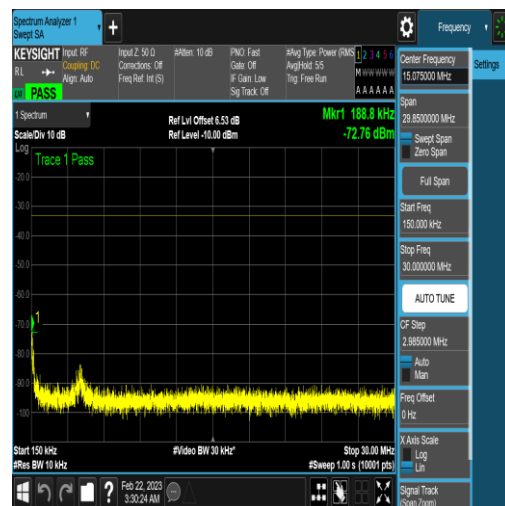 Spectrum Analyzer 1
Swept SA
+
Frequency
KEYSIGHT
RL
LXI
PASS
Input: RF
Coupling: DC
Align: Auto
Input Z: 50 Ω
Corrections: Off
Freq Ref: Int (S)
#Atten: 10 dB
PNO: Fast
Gate: Off
IF Gain: Low
Sig Track: Off
#Avg Type: Power (RMS
Avg|Hold: 5/5
Trig: Free Run
1 2 3 4 5 6
M W W W W W
A A A A A A
Center Frequency
15.075000 MHz
Settings
Span
29.8500000 MHz
Swept Span
Zero Span
Full Span
Start Freq
150.000 kHz
Stop Freq
30.000000 MHz
AUTO TUNE
CF Step
2.985000 MHz
Auto
Man
Freq Offset
0 Hz
X Axis Scale
Log
Lin
Signal Track
(Span Zoom)
1 Spectrum
Scale/Div 10 dB
Ref Lvl Offset 6.53 dB
Ref Level -10.00 dBm
Mkr1 188.8 kHz
-72.76 dBm
Log
Trace 1 Pass
-20.0
-30.0
-40.0
-50.0
-60.0
-70.0
-80.0
-90.0
-100
1
Start 150 kHz
#Video BW 30 kHz*
Stop 30.00 MHz
#Res BW 10 kHz
#Sweep 1.00 s (10001 pts)
?
Feb 22, 2023
3:30:24 AM